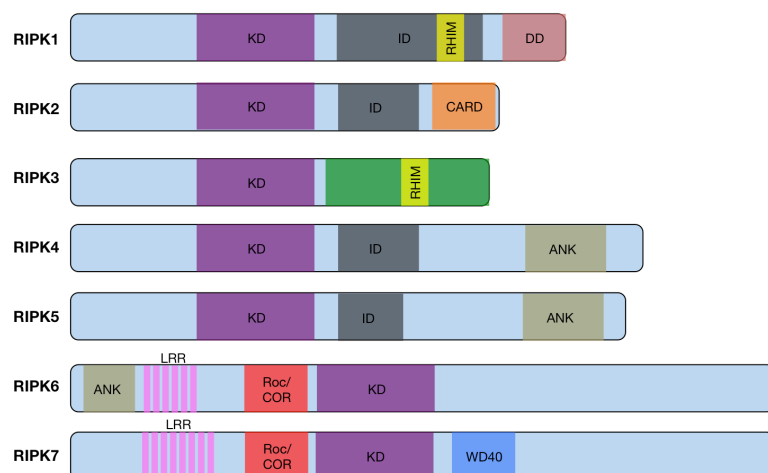 RIPK1 KD ID RHIM DD
RIPK2 KD ID CARD
RIPK3 KD RHIM
RIPK4 KD ID ANK
RIPK5 KD ID ANK
LRR
RIPK6 ANK Roc/ KD
COR
LRR
RIPK7 Roc/ KD WD40
COR